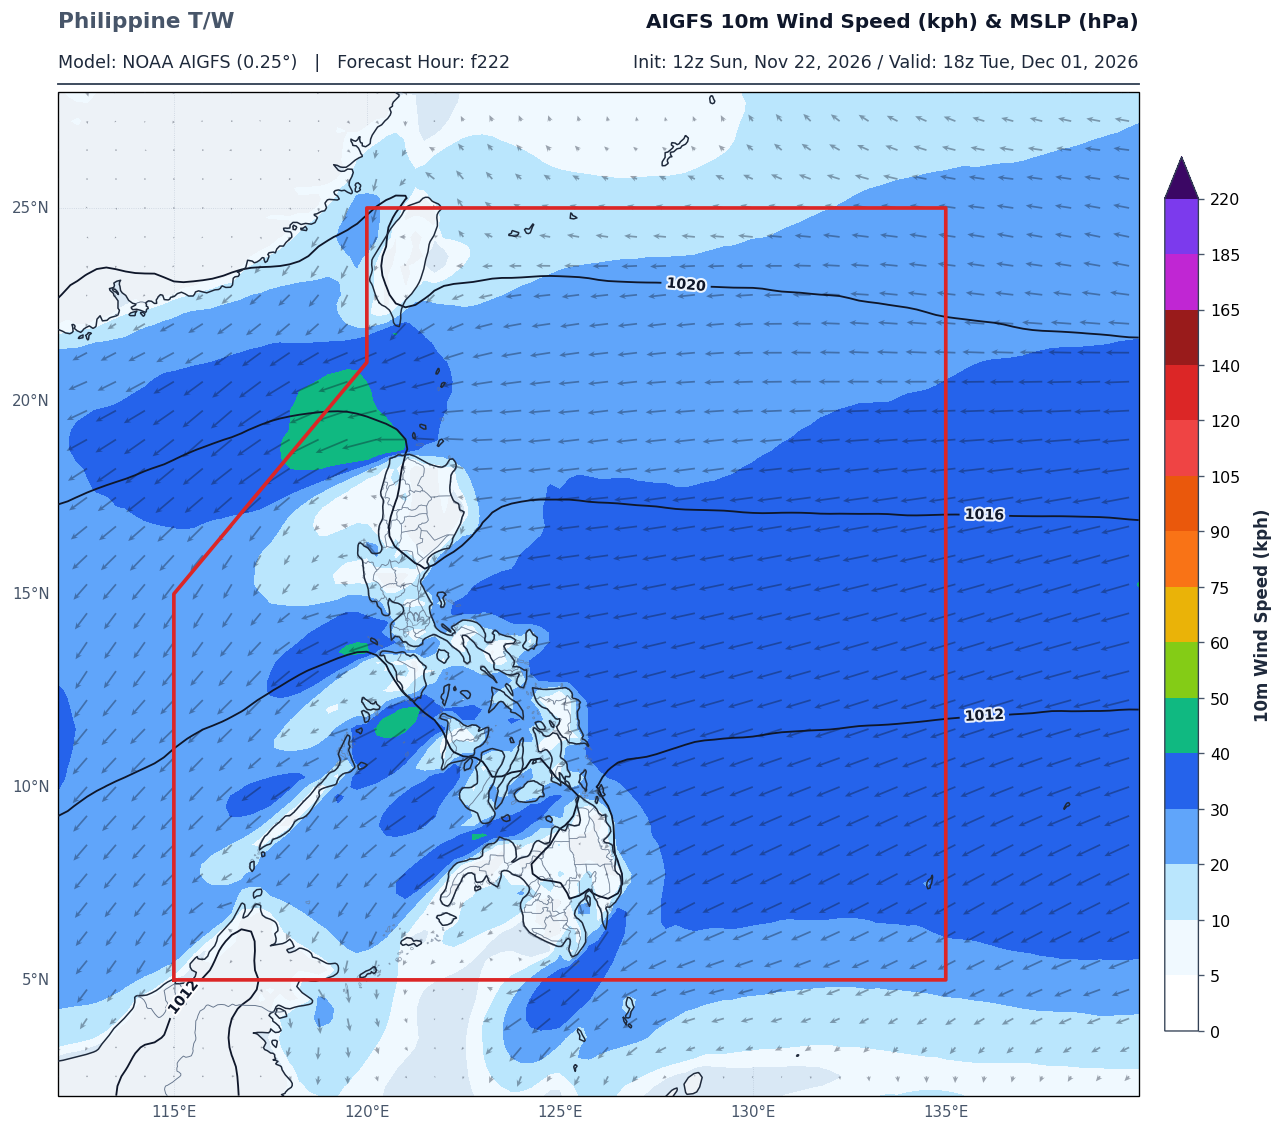 Philippine T/W
AIGFS 10m Wind Speed (kph) & MSLP (hPa)
Model: NOAA AIGFS (0.25°) | Forecast Hour: f222
Init: 12z Sun, Nov 22, 2026 / Valid: 18z Tue, Dec 01, 2026
25°N
20°N
15°N
10°N
5°N
1020
1016
1012
1012
115°E
120°E
125°E
130°E
135°E
220
185
165
140
120
105
90
75
60
50
40
30
20
10
5
0
10m Wind Speed (kph)